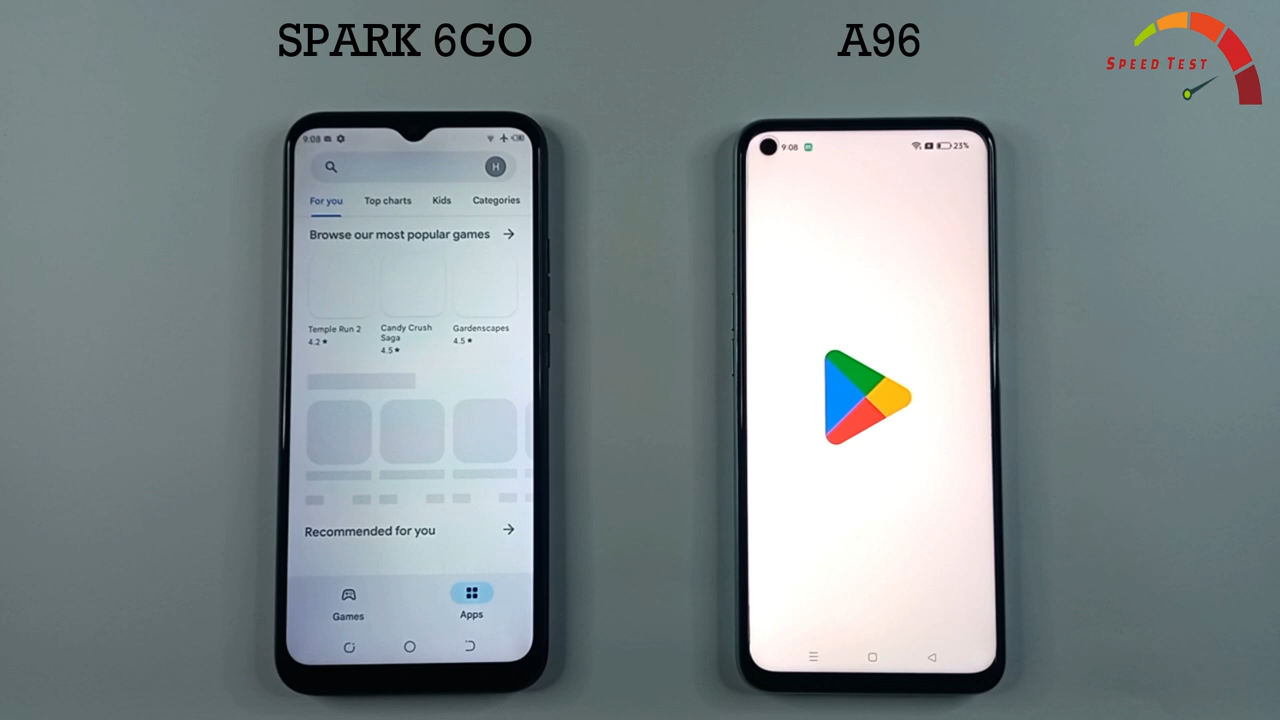 SPARK 6GO
A96
SPEED TEST
9:08
H
For you Top charts Kids Categories
Browse our most popular games
Temple Run 2
4.2★
Candy Crush
Saga
4.5★
Gardenscapes
4.5★
Recommended for you
Games
Apps
9:08
23%